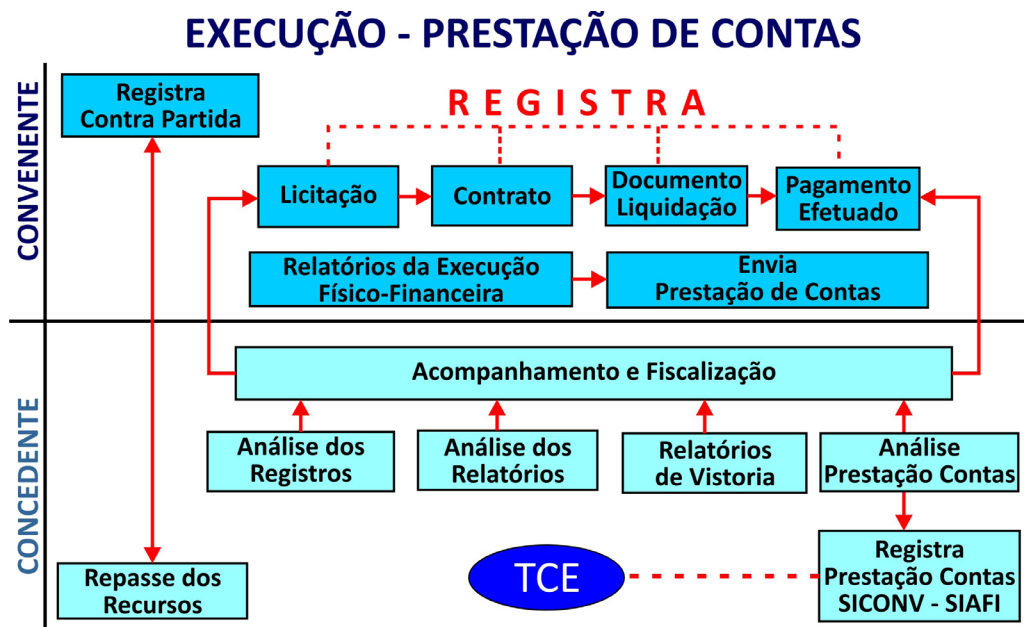 EXECUÇÃO - PRESTAÇÃO DE CONTAS
CONVENENTE
Registra
Contra Partida
REGISTRA
Licitação
Contrato
Documento
Liquidação
Pagamento
Efetuado
Relatórios da Execução
Físico-Financeira
Envia
Prestação de Contas
CONCEDENTE
Acompanhamento e Fiscalização
Análise dos
Registros
Análise dos
Relatórios
Relatórios
de Vistoria
Análise
Prestação Contas
Repasse dos
Recursos
TCE
Registra
Prestação Contas
SICONV - SIAFI